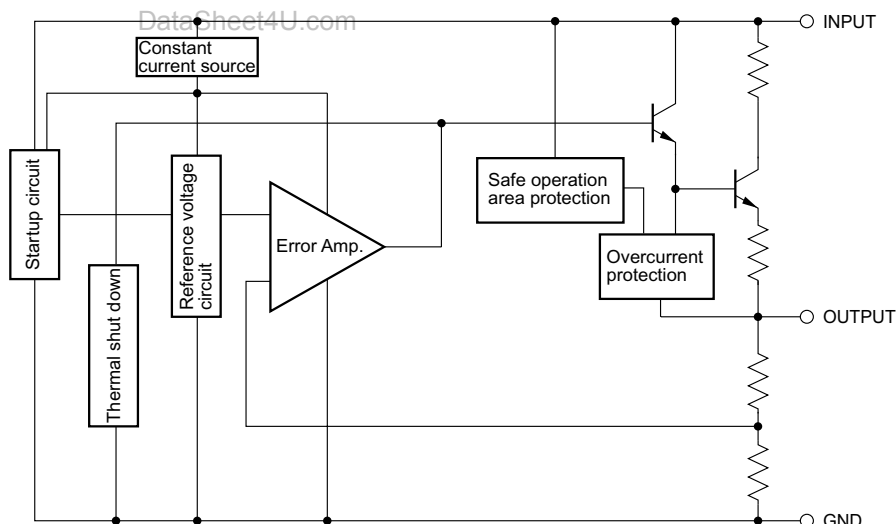 DataSheet4U.com
INPUT
Constant
current source
Startup circuit
Thermal shut down
Reference voltage
circuit
Error Amp.
Safe operation
area protection
Overcurrent
protection
OUTPUT
GND